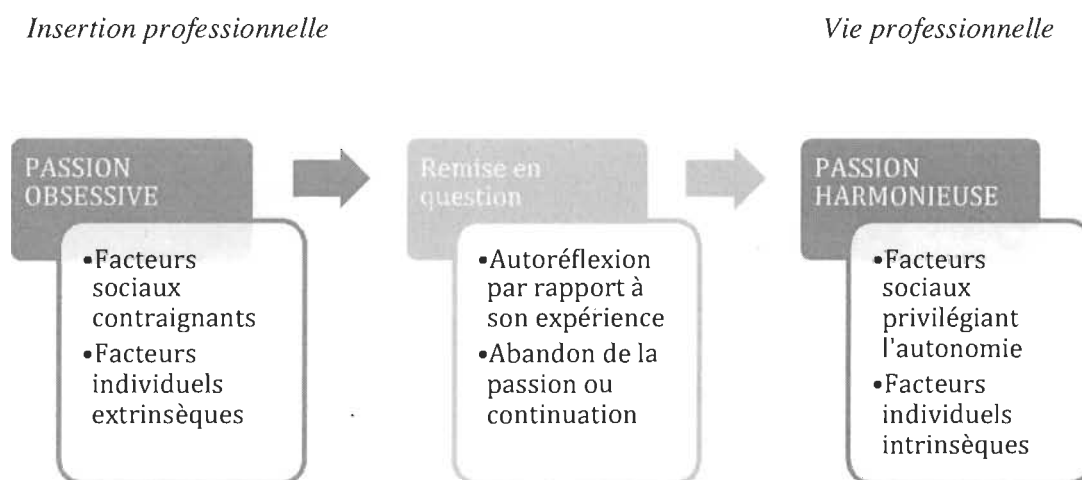 Insertion professionnelle
Vie professionnelle
PASSION
OBSESSIVE
•Facteurs
sociaux
contraignants
•Facteurs
individuels
extrinsèques
Remise en
question
•Autoréflexion
par rapport à
son expérience
•Abandon de la
passion ou
continuation
PASSION
HARMONIEUSE
•Facteurs
sociaux
privilégiant
l'autonomie
•Facteurs
individuels
intrinsèques